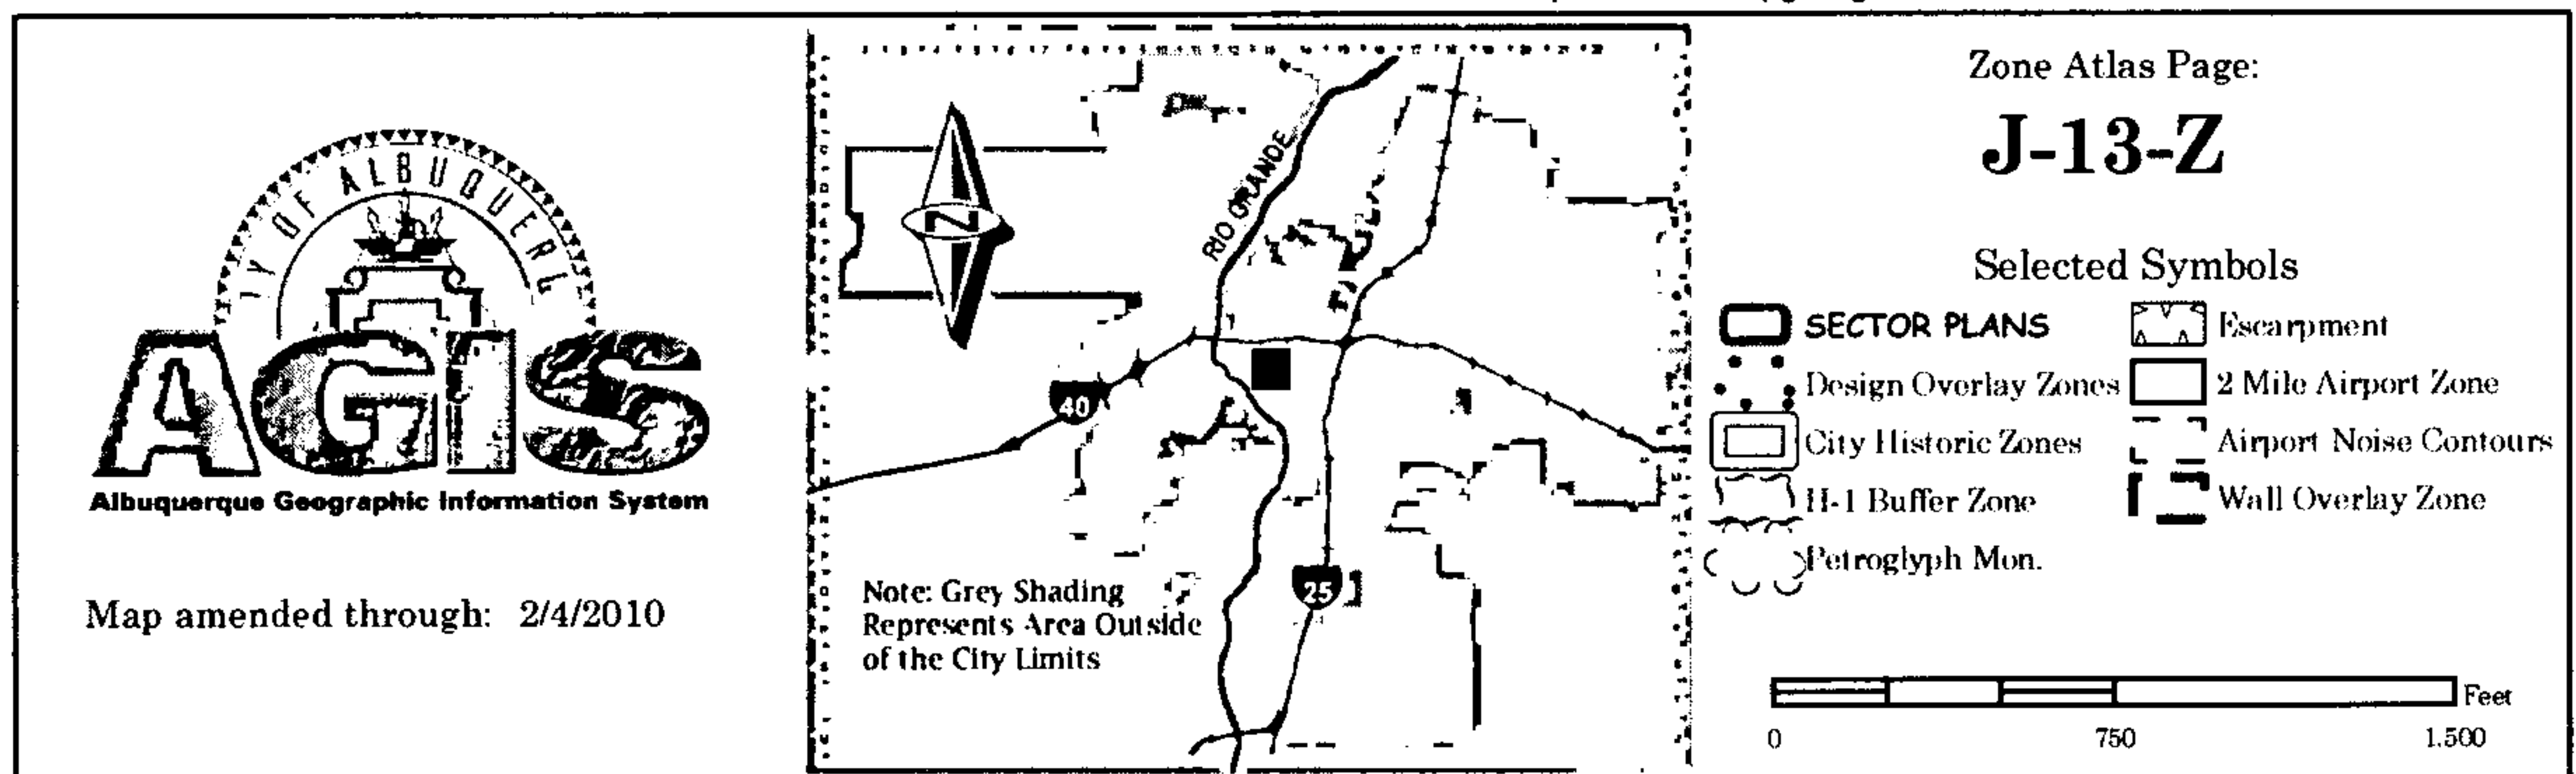 TY OF ALBUQUERQ
AGIS
Albuquerque Geographic Information System
Map amended through: 2/4/2010
RIO GRANDE
N
40
25
Note: Grey Shading
Represents Area Outside
of the City Limits
Zone Atlas Page:
J-13-Z
Selected Symbols
SECTOR PLANS
Design Overlay Zones
City Historic Zones
H-1 Buffer Zone
Petroglyph Mon.
Escarpment
2 Mile Airport Zone
Airport Noise Contours
Wall Overlay Zone
Feet
0 750 1,500